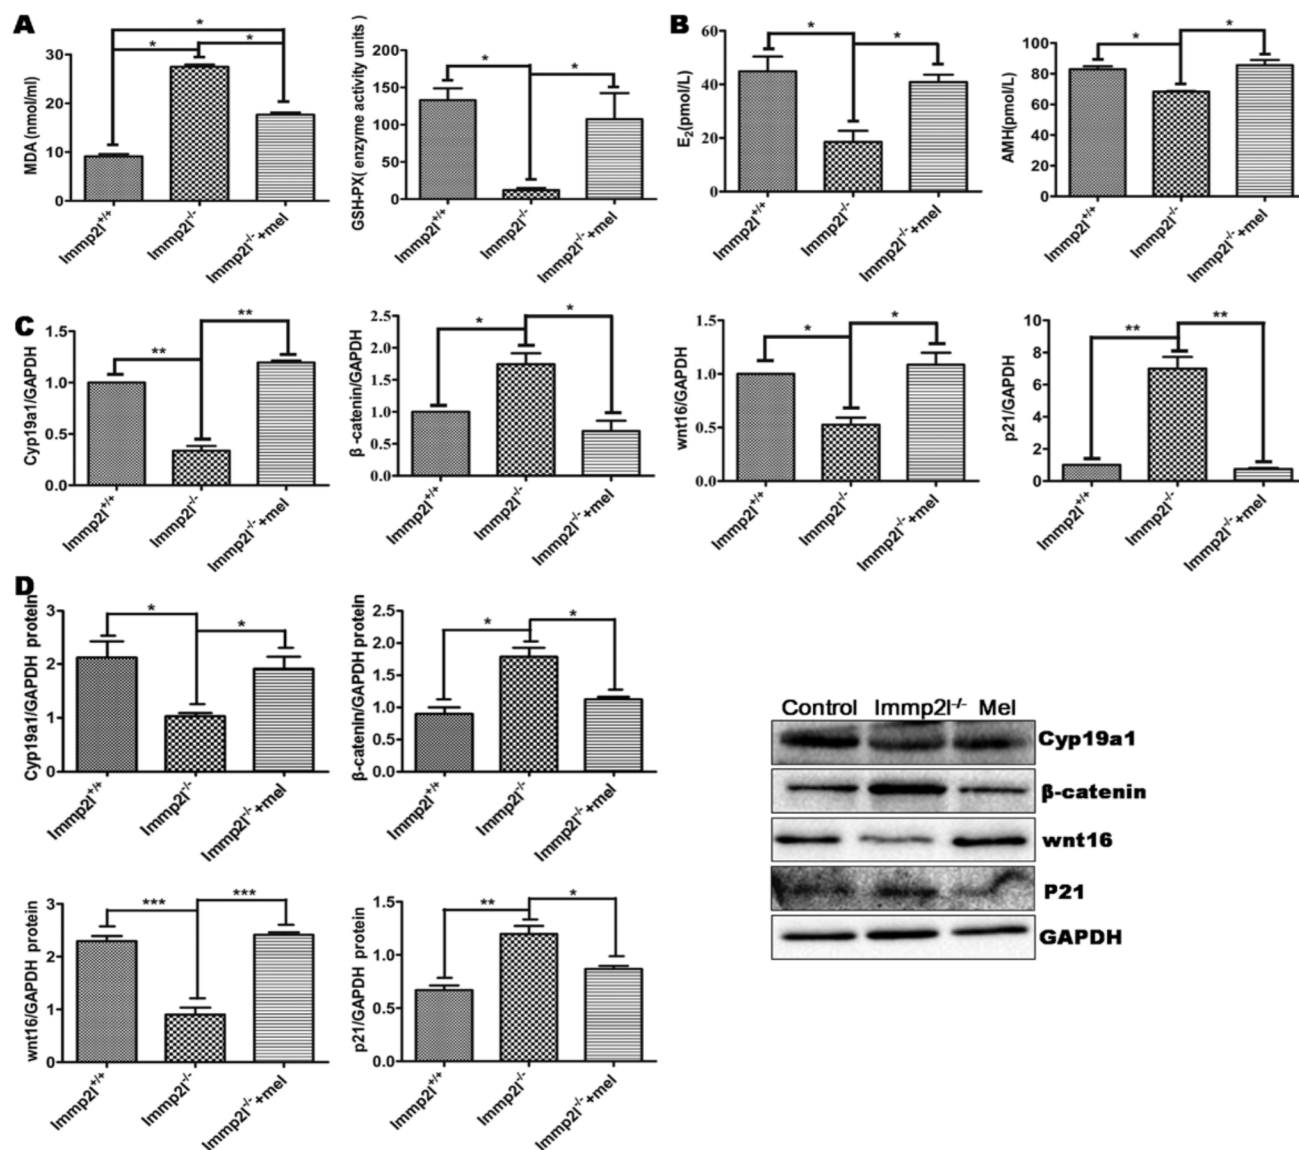 A
MDA (nmol/ml)
30
20
10
0
*
*
*
Immp2l+/+
Immp2l-/-
Immp2l-/-+mel
GSH-PX( enzyme activity units )
200
150
100
50
0
*
*
Immp2l+/+
Immp2l-/-
Immp2l-/-+mel
B
E2(pmol/L)
60
40
20
0
*
*
Immp2l+/+
Immp2l-/-
Immp2l-/-+mel
AMH(pmol/L)
100
80
60
40
20
0
*
*
Immp2l+/+
Immp2l-/-
Immp2l-/-+mel
C
Cyp19a1/GAPDH
1.5
1.0
0.5
0.0
**
**
Immp2l+/+
Immp2l-/-
Immp2l-/-+mel
β -catenin/GAPDH
2.5
2.0
1.5
1.0
0.5
0.0
*
*
Immp2l+/+
Immp2l-/-
Immp2l-/-+mel
wnt16/GAPDH
1.5
1.0
0.5
0.0
*
*
Immp2l+/+
Immp2l-/-
Immp2l-/-+mel
p21/GAPDH
10
8
6
4
2
0
**
**
Immp2l+/+
Immp2l-/-
Immp2l-/-+mel
D
Cyp19a1/GAPDH protein
3
2
1
0
*
*
Immp2l+/+
Immp2l-/-
Immp2l-/-+mel
β-catenin/GAPDH protein
2.5
2.0
1.5
1.0
0.5
0.0
*
*
Immp2l+/+
Immp2l-/-
Immp2l-/-+mel
Control Immp2l-/- Mel
Cyp19a1
β-catenin
wnt16
P21
GAPDH
wnt16/GAPDH protein
3
2
1
0
***
***
Immp2l+/+
Immp2l-/-
Immp2l-/-+mel
p21/GAPDH protein
1.5
1.0
0.5
0.0
**
*
Immp2l+/+
Immp2l-/-
Immp2l-/-+mel